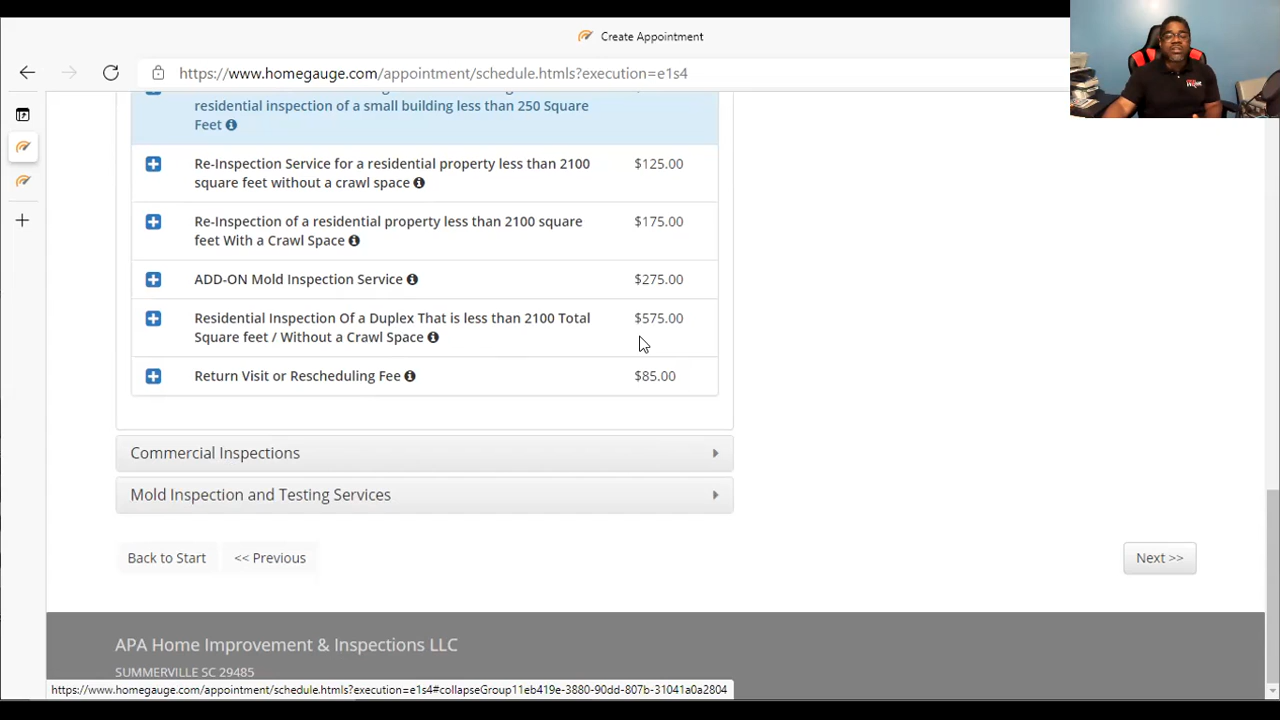 Create Appointment
https://www.homegauge.com/appointment/schedule.htmls?execution=e1s4
residential inspection of a small building less than 250 Square
Feet
Re-Inspection Service for a residential property less than 2100 $125.00
square feet without a crawl space
Re-Inspection of a residential property less than 2100 square $175.00
feet With a Crawl Space
ADD-ON Mold Inspection Service $275.00
Residential Inspection Of a Duplex That is less than 2100 Total $575.00
Square feet / Without a Crawl Space
Return Visit or Rescheduling Fee $85.00
Commercial Inspections
Mold Inspection and Testing Services
Back to Start << Previous Next >>
APA Home Improvement & Inspections LLC
SUMMERVILLE SC 29485
https://www.homegauge.com/appointment/schedule.htmls?execution=e1s4#collapseGroup11eb419e-3880-90dd-807b-31041a0a2804